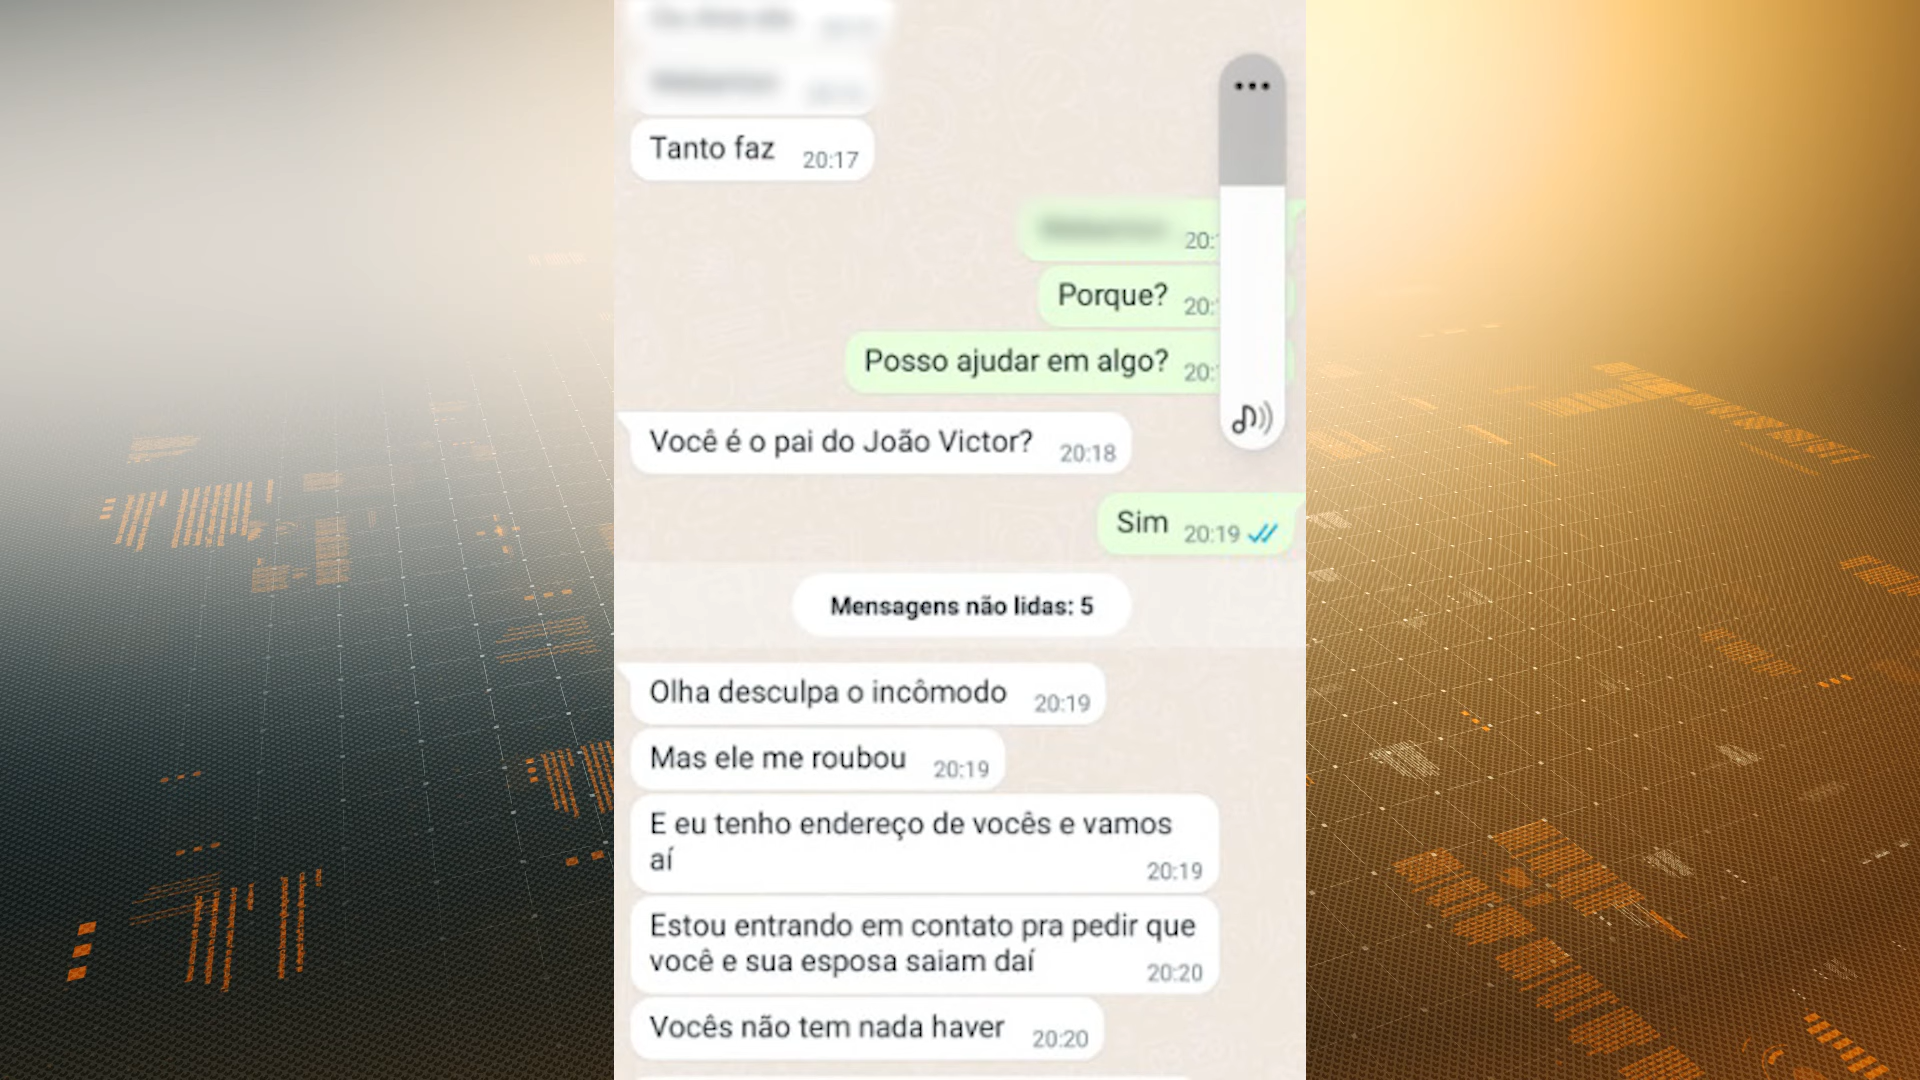 Tanto faz 20:17
20:
Porque? 20:
Posso ajudar em algo? 20:
Você é o pai do João Victor? 20:18
Sim 20:19
Mensagens não lidas: 5
Olha desculpa o incômodo 20:19
Mas ele me roubou 20:19
E eu tenho endereço de vocês e vamos
aí 20:19
Estou entrando em contato pra pedir que
você e sua esposa saiam daí 20:20
Vocês não tem nada haver 20:20